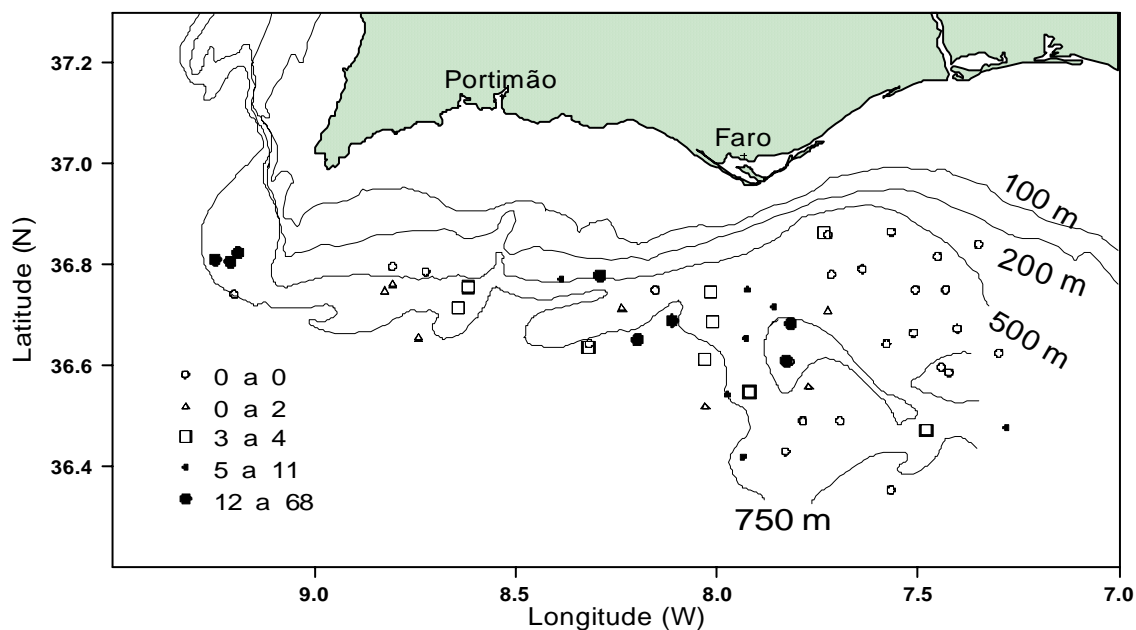 37.2
37.0
36.8
36.6
36.4
Latitude (N)
Portimão
Faro
100 m
200 m
500 m
750 m
0 a 0
0 a 2
3 a 4
5 a 11
12 a 68
9.0 8.5 8.0 7.5 7.0
Longitude (W)